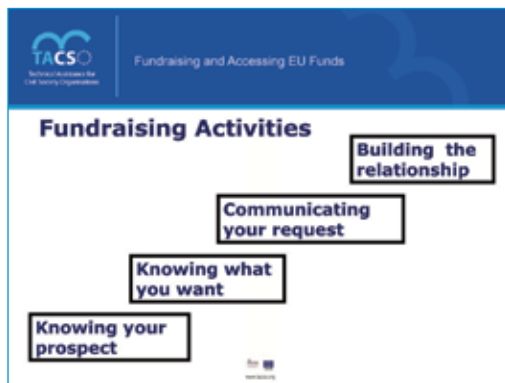 TACSO
Technical Assistance for
Civil Society Organisations
Fundraising and Accessing EU Funds
Fundraising Activities
Building the
relationship
Communicating
your request
Knowing what
you want
Knowing your
prospect